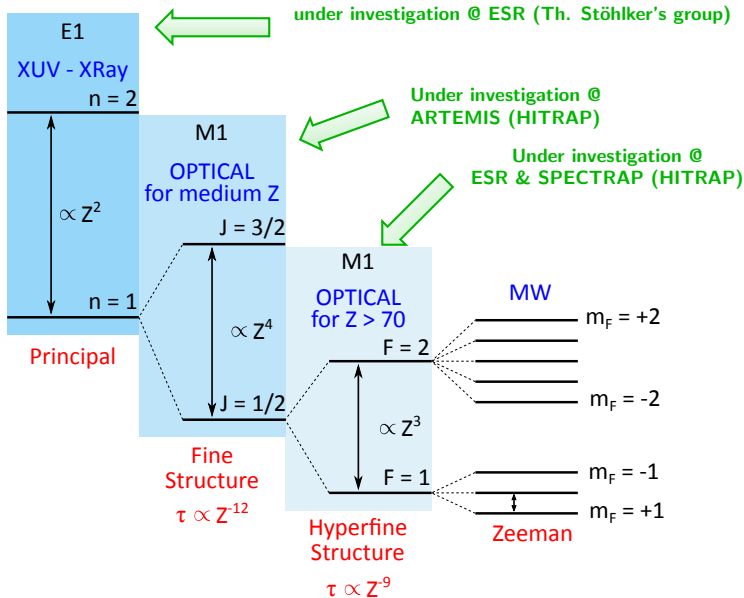 under investigation @ ESR (Th. Stöhlker's group)
E1
XUV - XRay
n = 2
∝ Z²
n = 1
Principal
Under investigation @
ARTEMIS (HITRAP)
M1
OPTICAL
for medium Z
J = 3/2
∝ Z⁴
J = 1/2
Fine
Structure
τ ∝ Z⁻¹²
Under investigation @
ESR & SPECTRAP (HITRAP)
M1
OPTICAL
for Z > 70
F = 2
∝ Z³
F = 1
Hyperfine
Structure
τ ∝ Z⁻⁹
MW
m_F = +2
m_F = -2
m_F = -1
m_F = +1
Zeeman